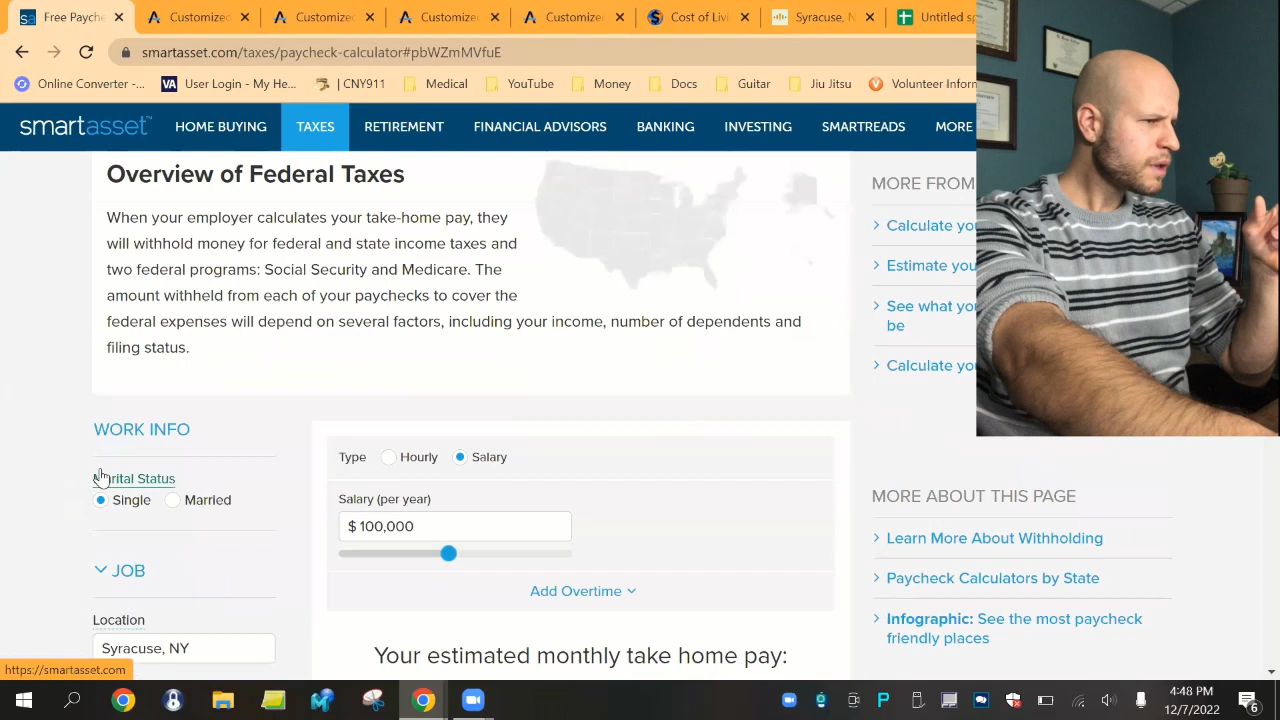 Free Payche
Customized
Customize
Customize
Customize
Cost of Livi
Syracuse, N
Untitled sp
smartasset.com/taxes/paycheck-calculator#pbWZmMVfuE
Online Converter -...
VA User Login - My He...
| CNY911
Medical
YouTube
Money
Docs
Guitar
Jiu Jitsu
Volunteer Inforn
smartasset
HOME BUYING
TAXES
RETIREMENT
FINANCIAL ADVISORS
BANKING
INVESTING
SMARTREADS
MORE
Overview of Federal Taxes
When your employer calculates your take-home pay, they
will withhold money for federal and state income taxes and
two federal programs: Social Security and Medicare. The
amount withheld from each of your paychecks to cover the
federal expenses will depend on several factors, including your income, number of dependents and
filing status.
MORE FROM
Calculate you
Estimate you
See what you
be
Calculate you
WORK INFO
Marital Status
Single
Married
JOB
Location
Syracuse, NY
Type
Hourly
Salary
Salary (per year)
$ 100,000
Add Overtime
Your estimated monthly take home pay:
MORE ABOUT THIS PAGE
Learn More About Withholding
Paycheck Calculators by State
Infographic: See the most paycheck
friendly places
https://smartasset.com
4:48 PM
12/7/2022
6